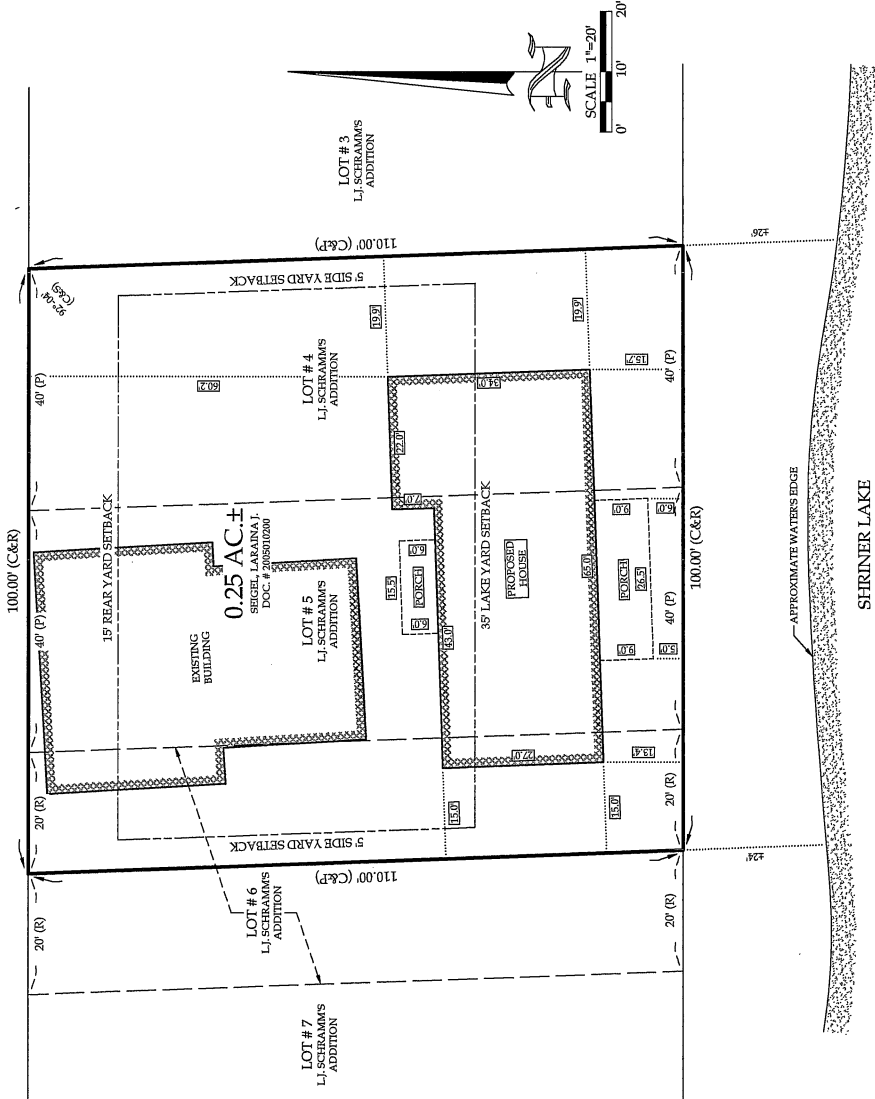 20'
10'
0'
SCALE 1"=20'
N
LOT # 3
L.J. SCHRAMM'S
ADDITION
100.00' (C&R)
40' (P)
40' (P)
20' (R)
20' (R)
92°-04'
(C&S)
110.00' (C&P)
5' SIDE YARD SETBACK
15' REAR YARD SETBACK
60.2'
19.9'
19.9'
LOT # 4
L.J. SCHRAMM'S
ADDITION
0.25 AC.±
SEIGEL, LARAINA J.
DOC. # 2005010200
LOT # 5
L.J. SCHRAMM'S
ADDITION
EXISTING
BUILDING
22.0'
34.0'
7.0'
15.5'
6.0'
PORCH
6.0'
43.0'
35' LAKE YARD SETBACK
PROPOSED
HOUSE
65.0'
27.0'
15.0'
15.0'
15.7'
9.0'
6.0'
PORCH
26.5'
9.0'
5.0'
13.4'
40' (P)
40' (P)
20' (R)
20' (R)
100.00' (C&R)
5' SIDE YARD SETBACK
110.00' (C&P)
LOT # 6
L.J. SCHRAMM'S
ADDITION
LOT # 7
L.J. SCHRAMM'S
ADDITION
±26'
±24'
APPROXIMATE WATER'S EDGE
SHRINER LAKE